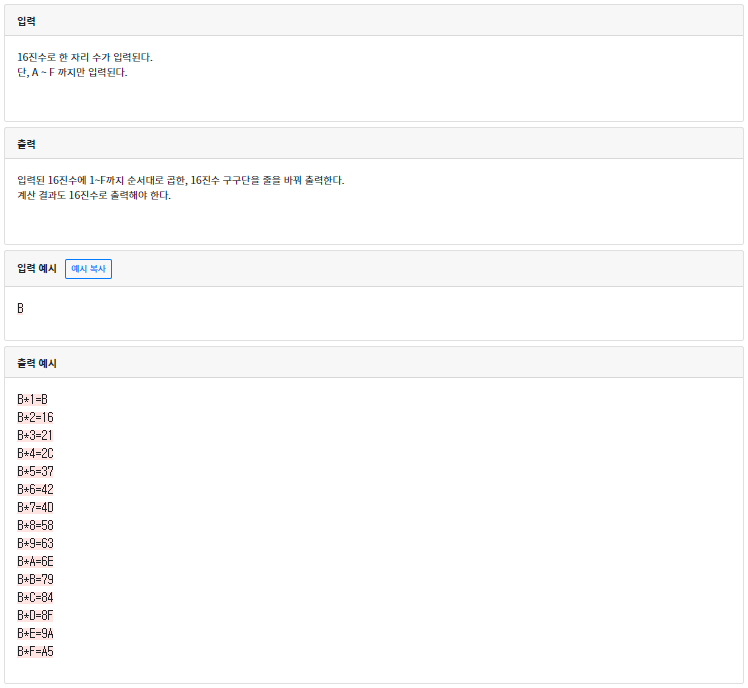 입력
16진수로 한 자리 수가 입력된다.
단, A ~ F 까지만 입력된다.
출력
입력된 16진수에 1~F까지 순서대로 곱한, 16진수 구구단을 줄을 바꿔 출력한다.
계산 결과도 16진수로 출력해야 한다.
입력 예시 예시 복사
B
출력 예시
B*1=B
B*2=16
B*3=21
B*4=2C
B*5=37
B*6=42
B*7=4D
B*8=58
B*9=63
B*A=6E
B*B=79
B*C=84
B*D=8F
B*E=9A
B*F=A5